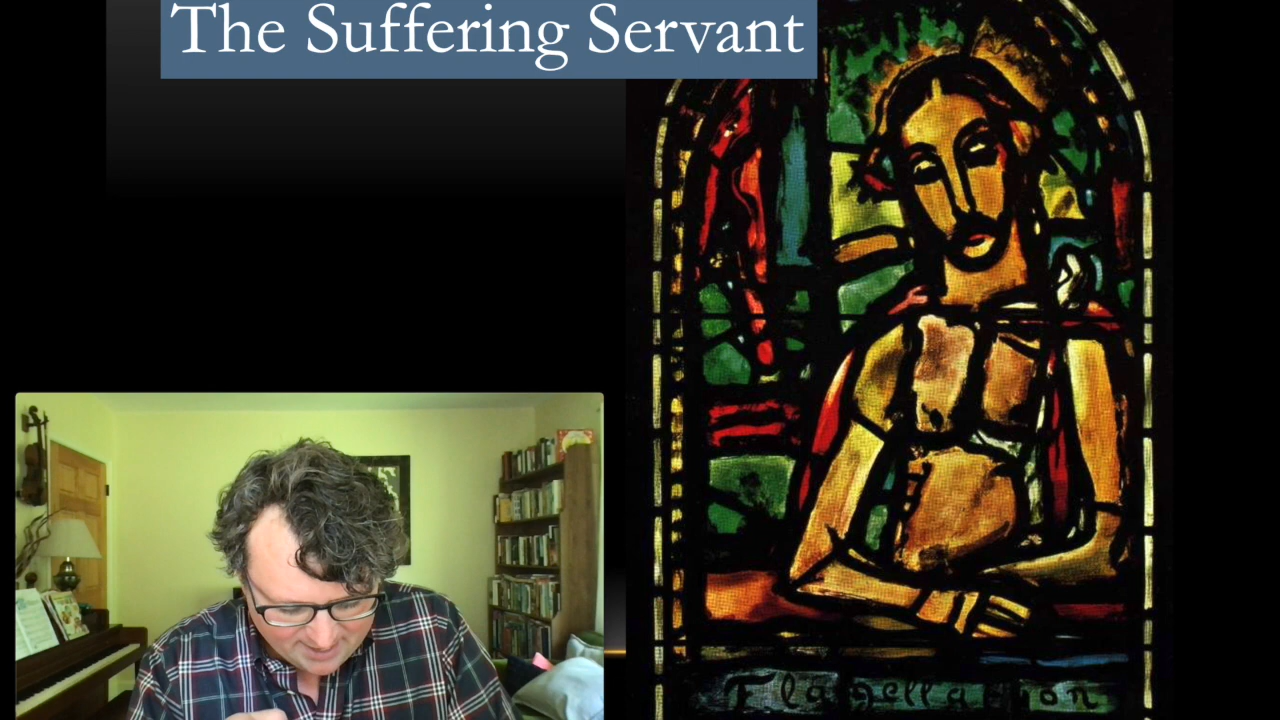 The Suffering Servant
Flagellation